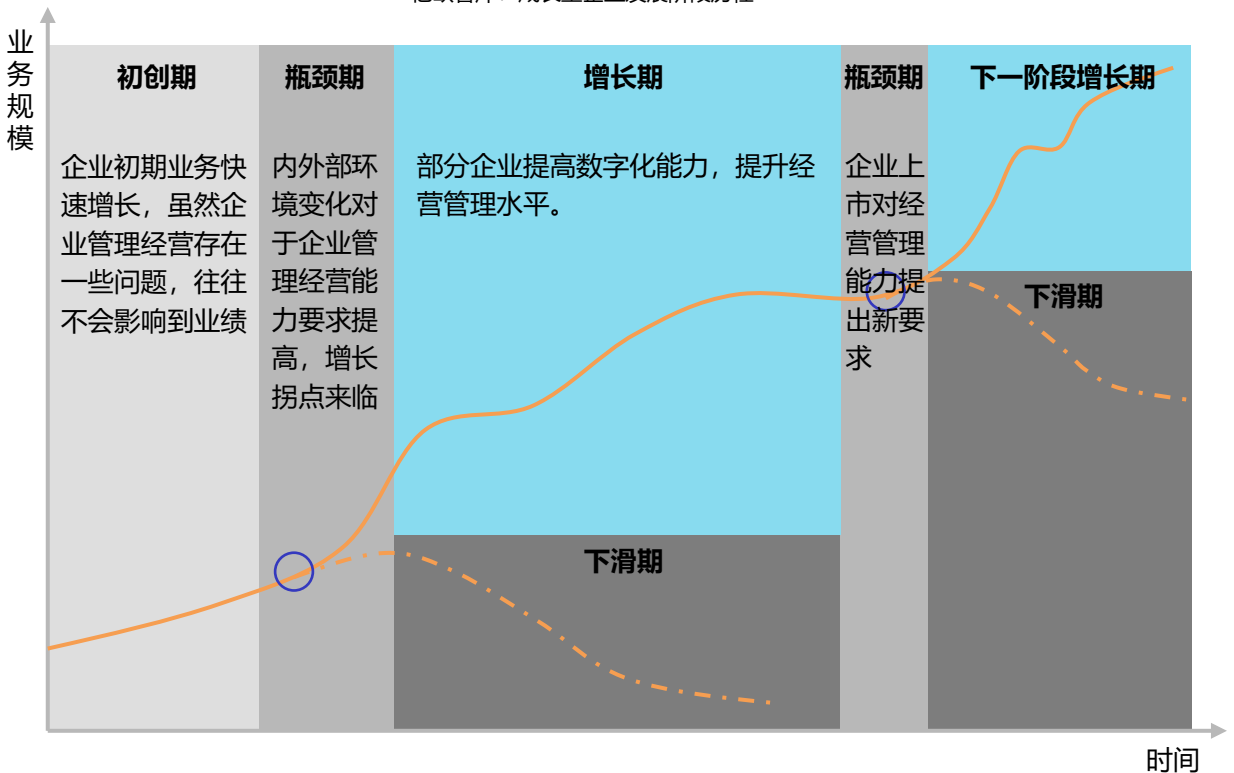 业务规模
初创期
企业初期业务快
速增长，虽然企
业管理经营存在
一些问题，往往
不会影响到业绩
瓶颈期
内外部环
境变化对
于企业管
理经营能
力要求提
高，增长
拐点来临
增长期
部分企业提高数字化能力，提升经
营管理水平。
下滑期
瓶颈期
企业上
市对经
营管理
能力提
出新要
求
下一阶段增长期
下滑期
时间